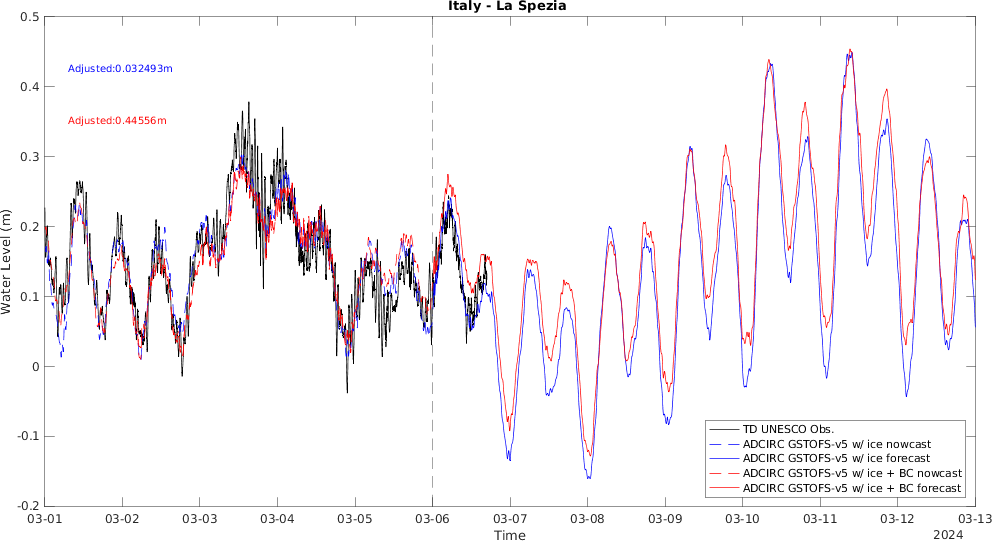 Italy - La Spezia
Adjusted:0.032493m
Adjusted:0.44556m
Water Level (m)
0.5
0.4
0.3
0.2
0.1
0
-0.1
-0.2
TD UNESCO Obs.
ADCIRC GSTOFS-v5 w/ ice nowcast
ADCIRC GSTOFS-v5 w/ ice forecast
ADCIRC GSTOFS-v5 w/ ice + BC nowcast
ADCIRC GSTOFS-v5 w/ ice + BC forecast
03-01 03-02 03-03 03-04 03-05 03-06 03-07 03-08 03-09 03-10 03-11 03-12 03-13
Time
2024